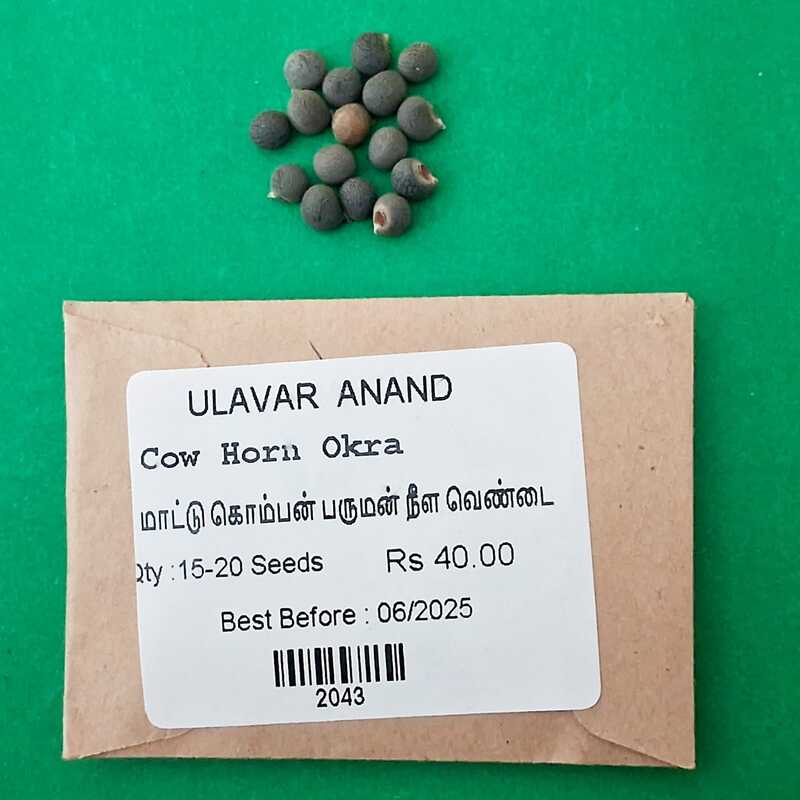 ULAVAR ANAND
Cow Horn Okra
மாட்டு கொம்பன் பருமன் நீள வெண்டை
Qty :15-20 Seeds Rs 40.00
Best Before : 06/2025
2043